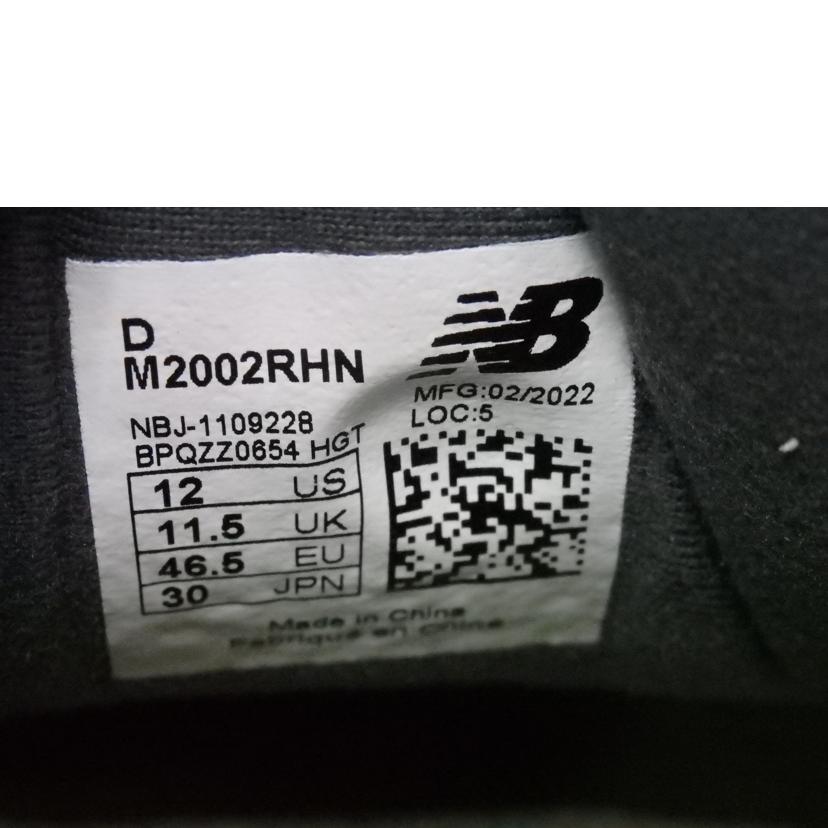 D
M2002RHN
NB
MFG:02/2022
LOC:5
NBJ-1109228
BPQZZ0654 HGT
12 US
11.5 UK
46.5 EU
30 JPN
Made in China
Fabriqué en Chine